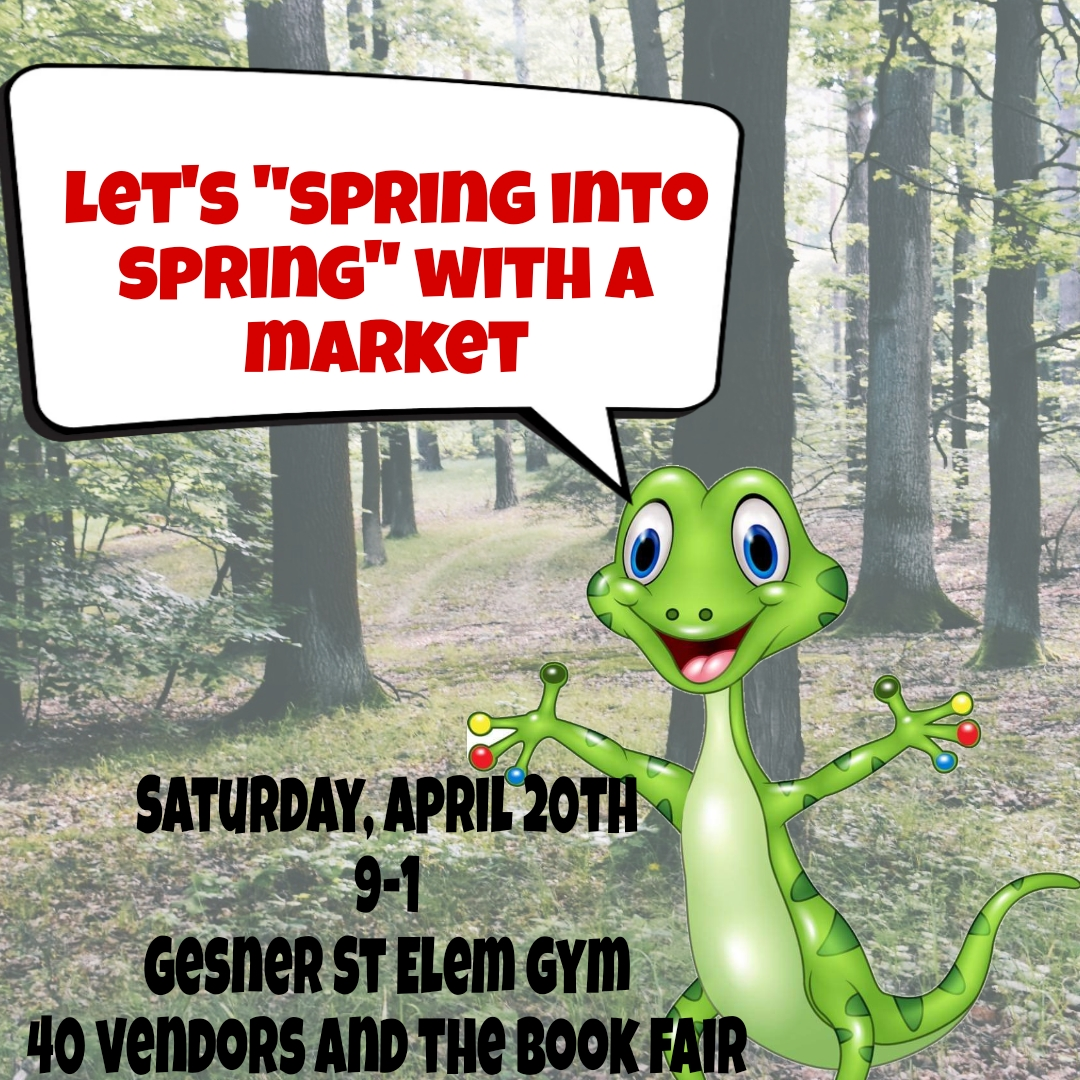 Let's "spring into
spring" with a
market
Saturday, April 20th
9-1
Gesner St Elem Gym
40 vendors and the Book Fair